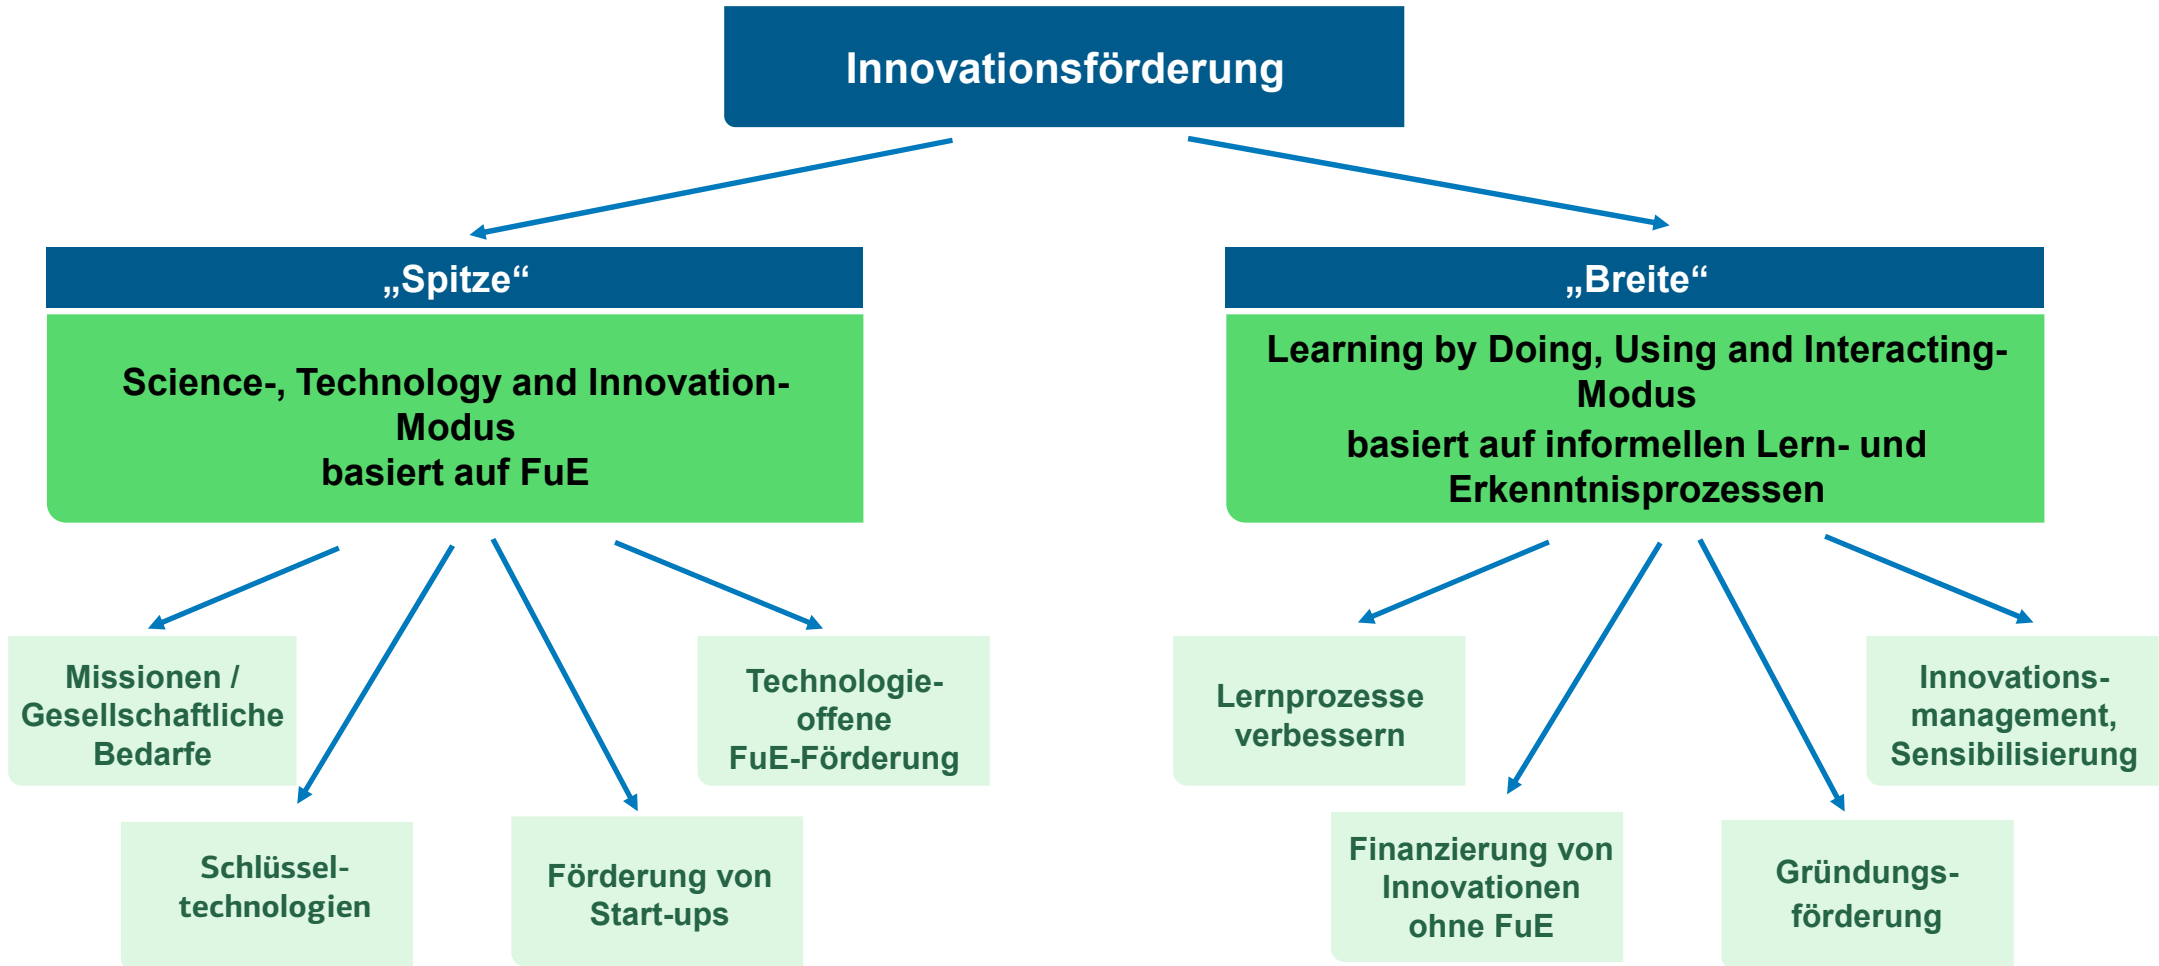 Innovationsförderung
„Spitze“
Science-, Technology and Innovation-
Modus
basiert auf FuE
„Breite“
Learning by Doing, Using and Interacting-
Modus
basiert auf informellen Lern- und
Erkenntnisprozessen
Missionen /
Gesellschaftliche
Bedarfe
Schlüssel-
technologien
Förderung von
Start-ups
Technologie-
offene
FuE-Förderung
Lernprozesse
verbessern
Finanzierung von
Innovationen
ohne FuE
Gründungs-
förderung
Innovations-
management,
Sensibilisierung